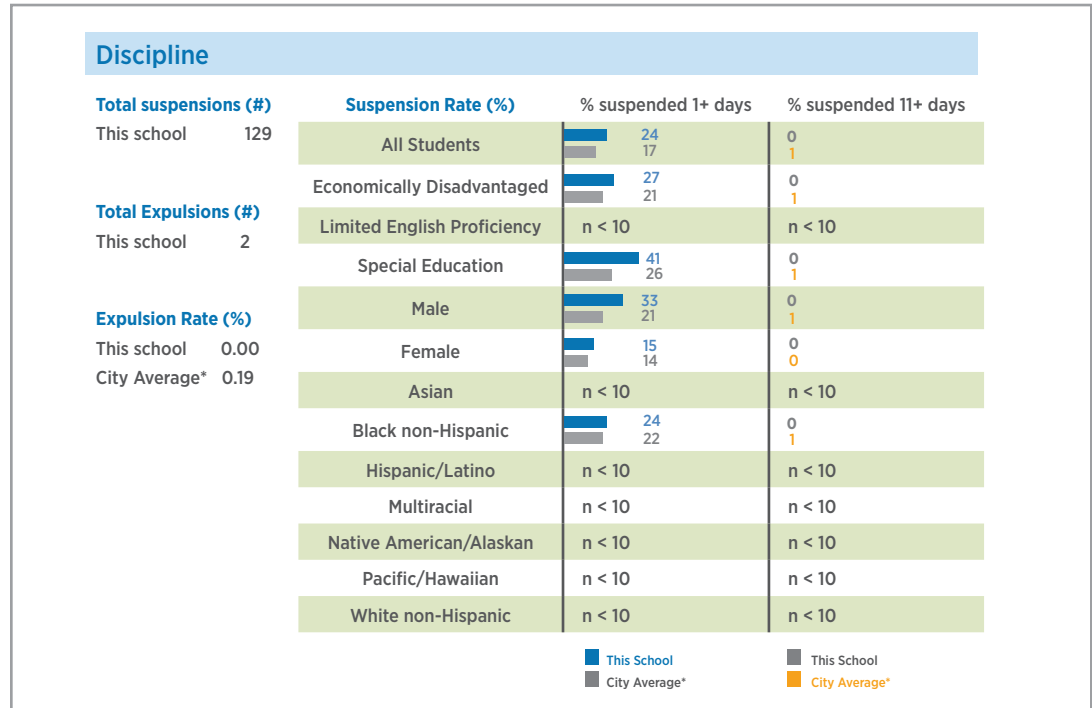 Discipline
Total suspensions (#)
This school 129
Total Expulsions (#)
This school 2
Expulsion Rate (%)
This school 0.00
City Average* 0.19
Suspension Rate (%) % suspended 1+ days % suspended 11+ days
All Students 24 0
17 1
Economically Disadvantaged 27 0
21 1
Limited English Proficiency n < 10 n < 10
Special Education 41 0
26 1
Male 33 0
21 1
Female 15 0
14 0
Asian n < 10 n < 10
Black non-Hispanic 24 0
22 1
Hispanic/Latino n < 10 n < 10
Multiracial n < 10 n < 10
Native American/Alaskan n < 10 n < 10
Pacific/Hawaiian n < 10 n < 10
White non-Hispanic n < 10 n < 10
This School This School
City Average* City Average*